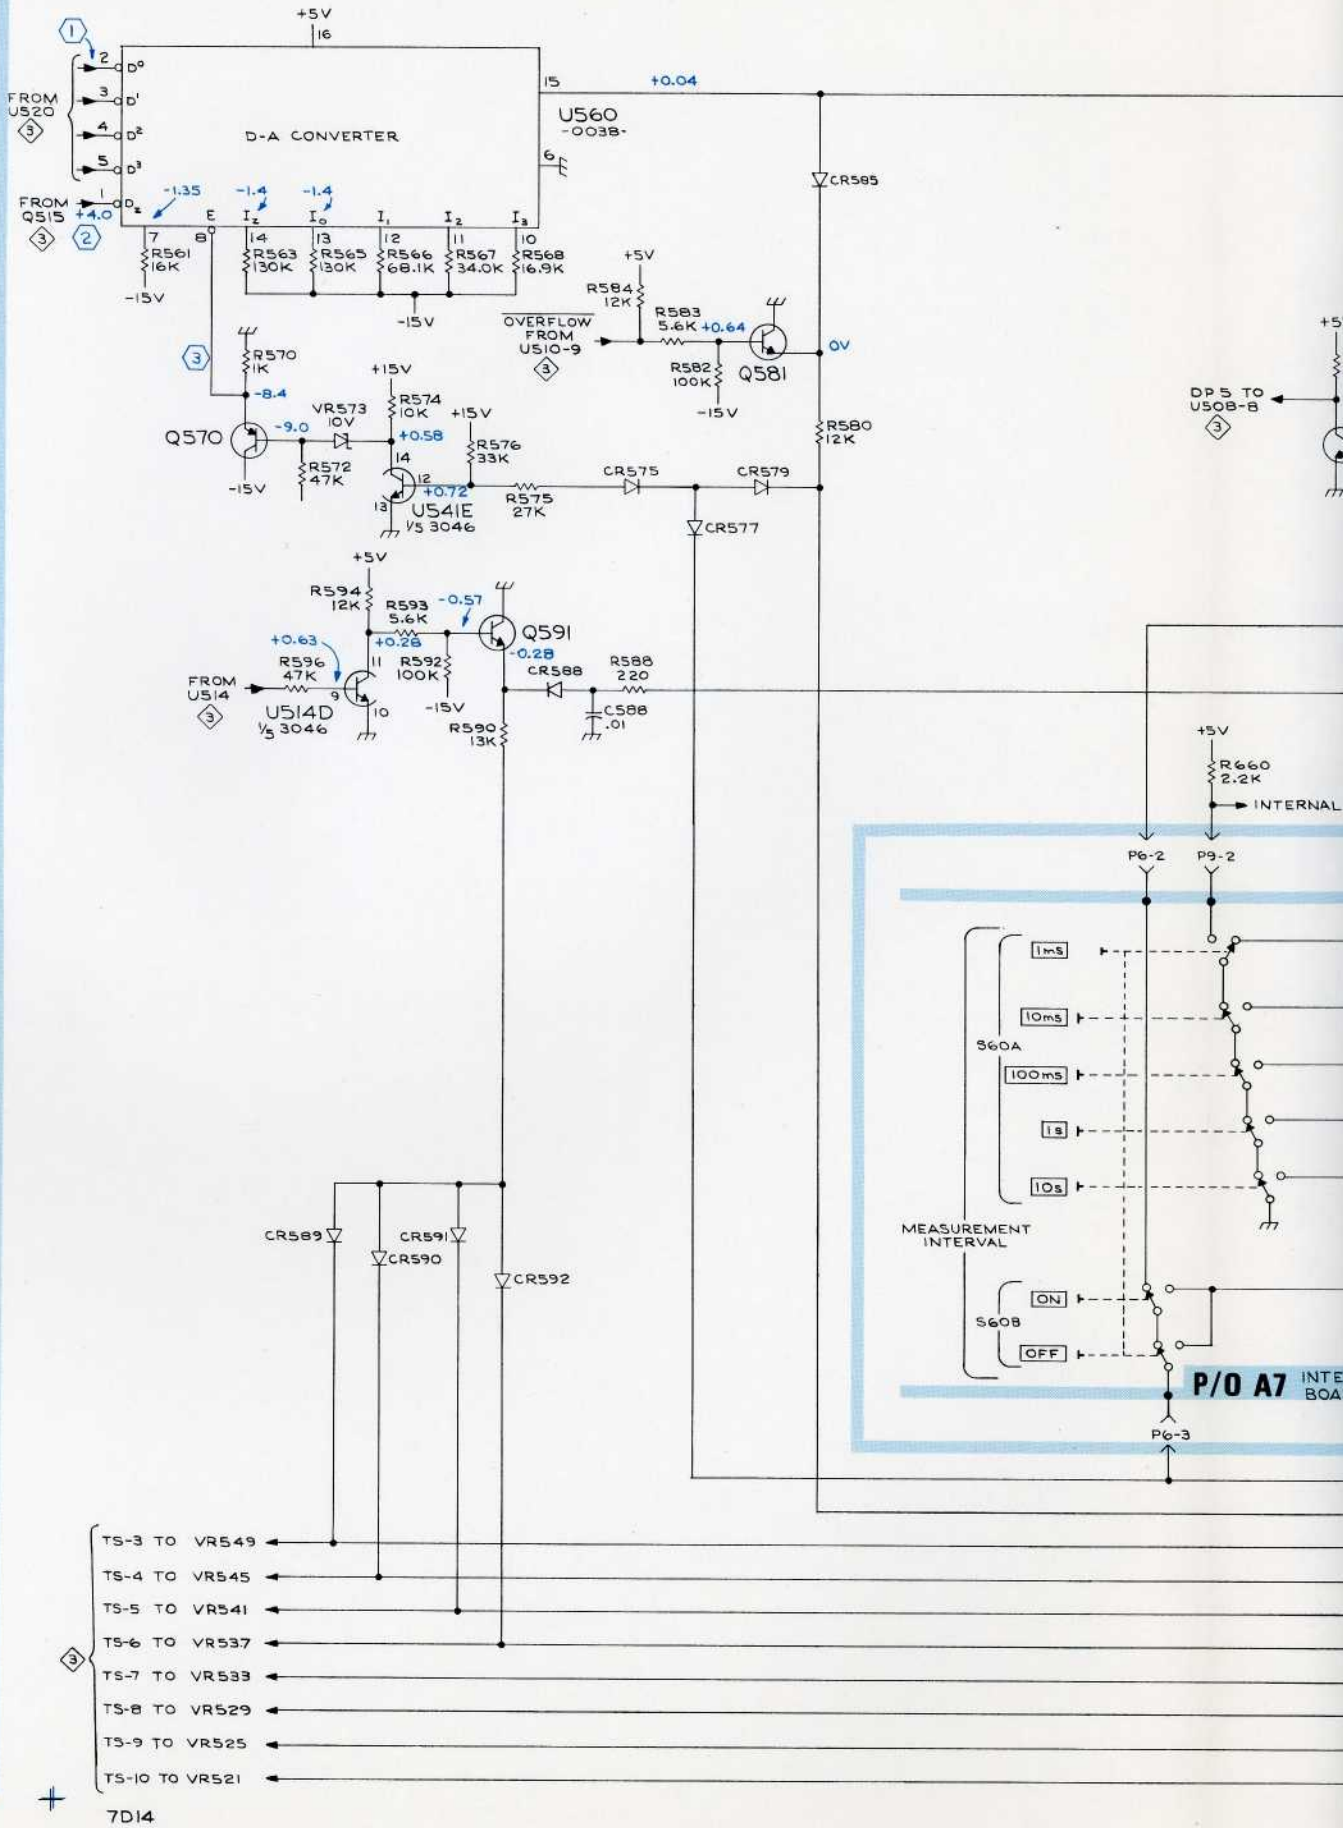 +5V
16
1
2
D⁰
FROM
U520
3
3
D¹
4
D²
5
D³
D-A CONVERTER
15
+0.04
U560
-0038-
6
FROM
Q515
3
1
+4.0
2
Dz
-1.35
-1.4
-1.4
E
Iz
I₀
I₁
I₂
I₃
7
8
14
13
12
11
10
R561
16K
-15V
R563
130K
R565
130K
R566
68.1K
R567
34.0K
R568
16.9K
-15V
CR585
+5V
R584
12K
R583
5.6K
+0.64
OVERFLOW
FROM
U510-9
3
R582
100K
-15V
Q581
0V
+5
DP 5 TO
U508-8
3
3
R570
1K
-8.4
Q570
-15V
-9.0
VR573
10V
R572
47K
+15V
R574
10K
+0.58
+15V
R576
33K
14
12
+0.72
13
U541E
1/5 3046
R575
27K
CR575
CR579
R580
12K
CR577
+5V
R594
12K
R593
5.6K
-0.57
Q591
+0.63
+0.28
-0.28
FROM
U514
3
R596
47K
11
9
10
U514D
1/5 3046
R592
100K
-15V
CR588
R588
220
C588
.01
R590
13K
+5V
R660
2.2K
INTERNAL
P6-2
P9-2
1ms
10ms
S60A
100ms
1s
10s
MEASUREMENT
INTERVAL
ON
S60B
OFF
P/O A7
INTE
BOA
P6-3
CR589
CR590
CR591
CR592
TS-3 TO VR549
TS-4 TO VR545
TS-5 TO VR541
TS-6 TO VR537
3
TS-7 TO VR533
TS-8 TO VR529
TS-9 TO VR525
TS-10 TO VR521
7D14